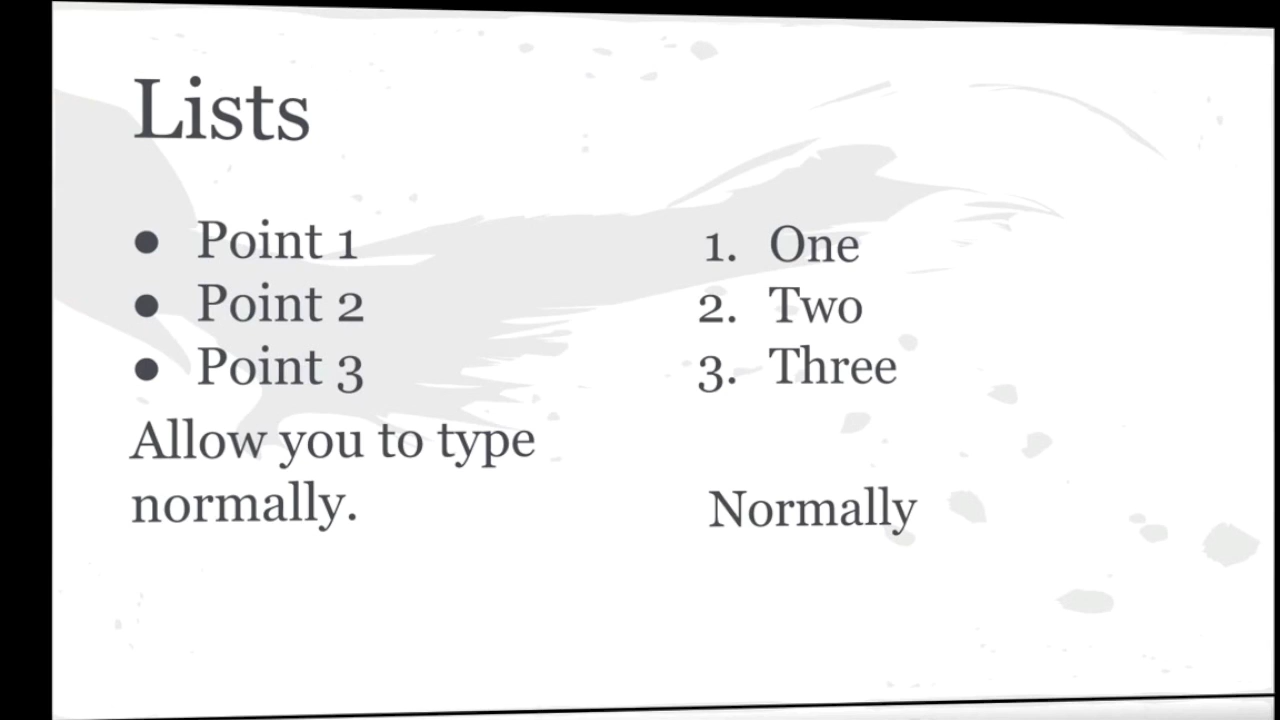 Lists
● Point 1
● Point 2
● Point 3
Allow you to type
normally.
1. One
2. Two
3. Three
Normally